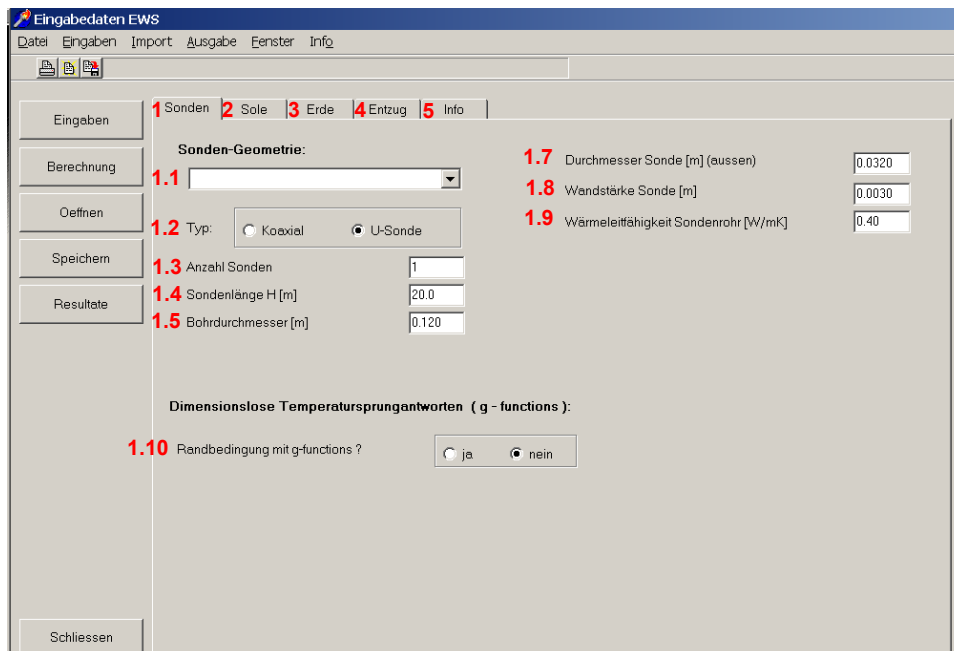 Eingabedaten EWS
Datei Eingaben Import Ausgabe Fenster Info
Eingaben
Berechnung
Oeffnen
Speichern
Resultate
Schliessen
1 Sonden 2 Sole 3 Erde 4 Entzug 5 Info
Sonden-Geometrie:
1.1
1.2 Typ: Koaxial U-Sonde
1.3 Anzahl Sonden 1
1.4 Sondenlänge H [m] 20.0
1.5 Bohrdurchmesser [m] 0.120
1.7 Durchmesser Sonde [m] (aussen) 0.0320
1.8 Wandstärke Sonde [m] 0.0030
1.9 Wärmeleitfähigkeit Sondenrohr [W/mK] 0.40
Dimensionslose Temperatursprungantworten ( g - functions ):
1.10 Randbedingung mit g-functions ? ja nein